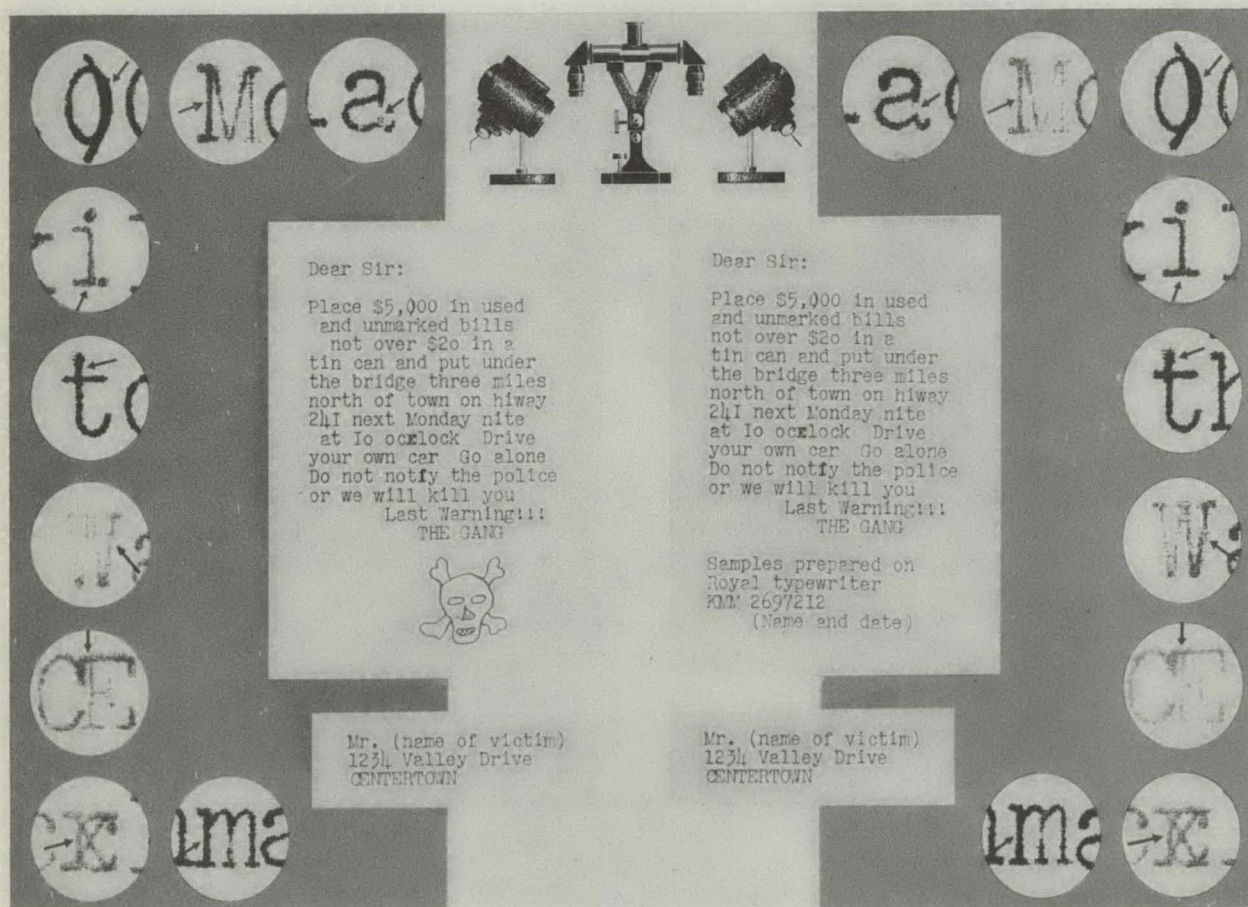 Dear Sir:
Place $5,000 in used
and unmarked bills
not over $2o in a
tin can and put under
the bridge three miles
north of town on hiway
24I next Monday nite
at Io ocxlock Drive
your own car Go alone
Do not notfy the police
or we will kill you
Last Warning!!!
THE GANG
Mr. (name of victim)
1234 Valley Drive
CENTERTOWN
Dear Sir:
Place $5,000 in used
and unmarked bills
not over $2o in a
tin can and put under
the bridge three miles
north of town on hiway
24I next Monday nite
at Io ocxlock Drive
your own car Go alone
Do not notfy the police
or we will kill you
Last Warning!!!
THE GANG
Samples prepared on
Royal typewriter
KMM 2697212
(Name and date)
Mr. (name of victim)
1234 Valley Drive
CENTERTOWN